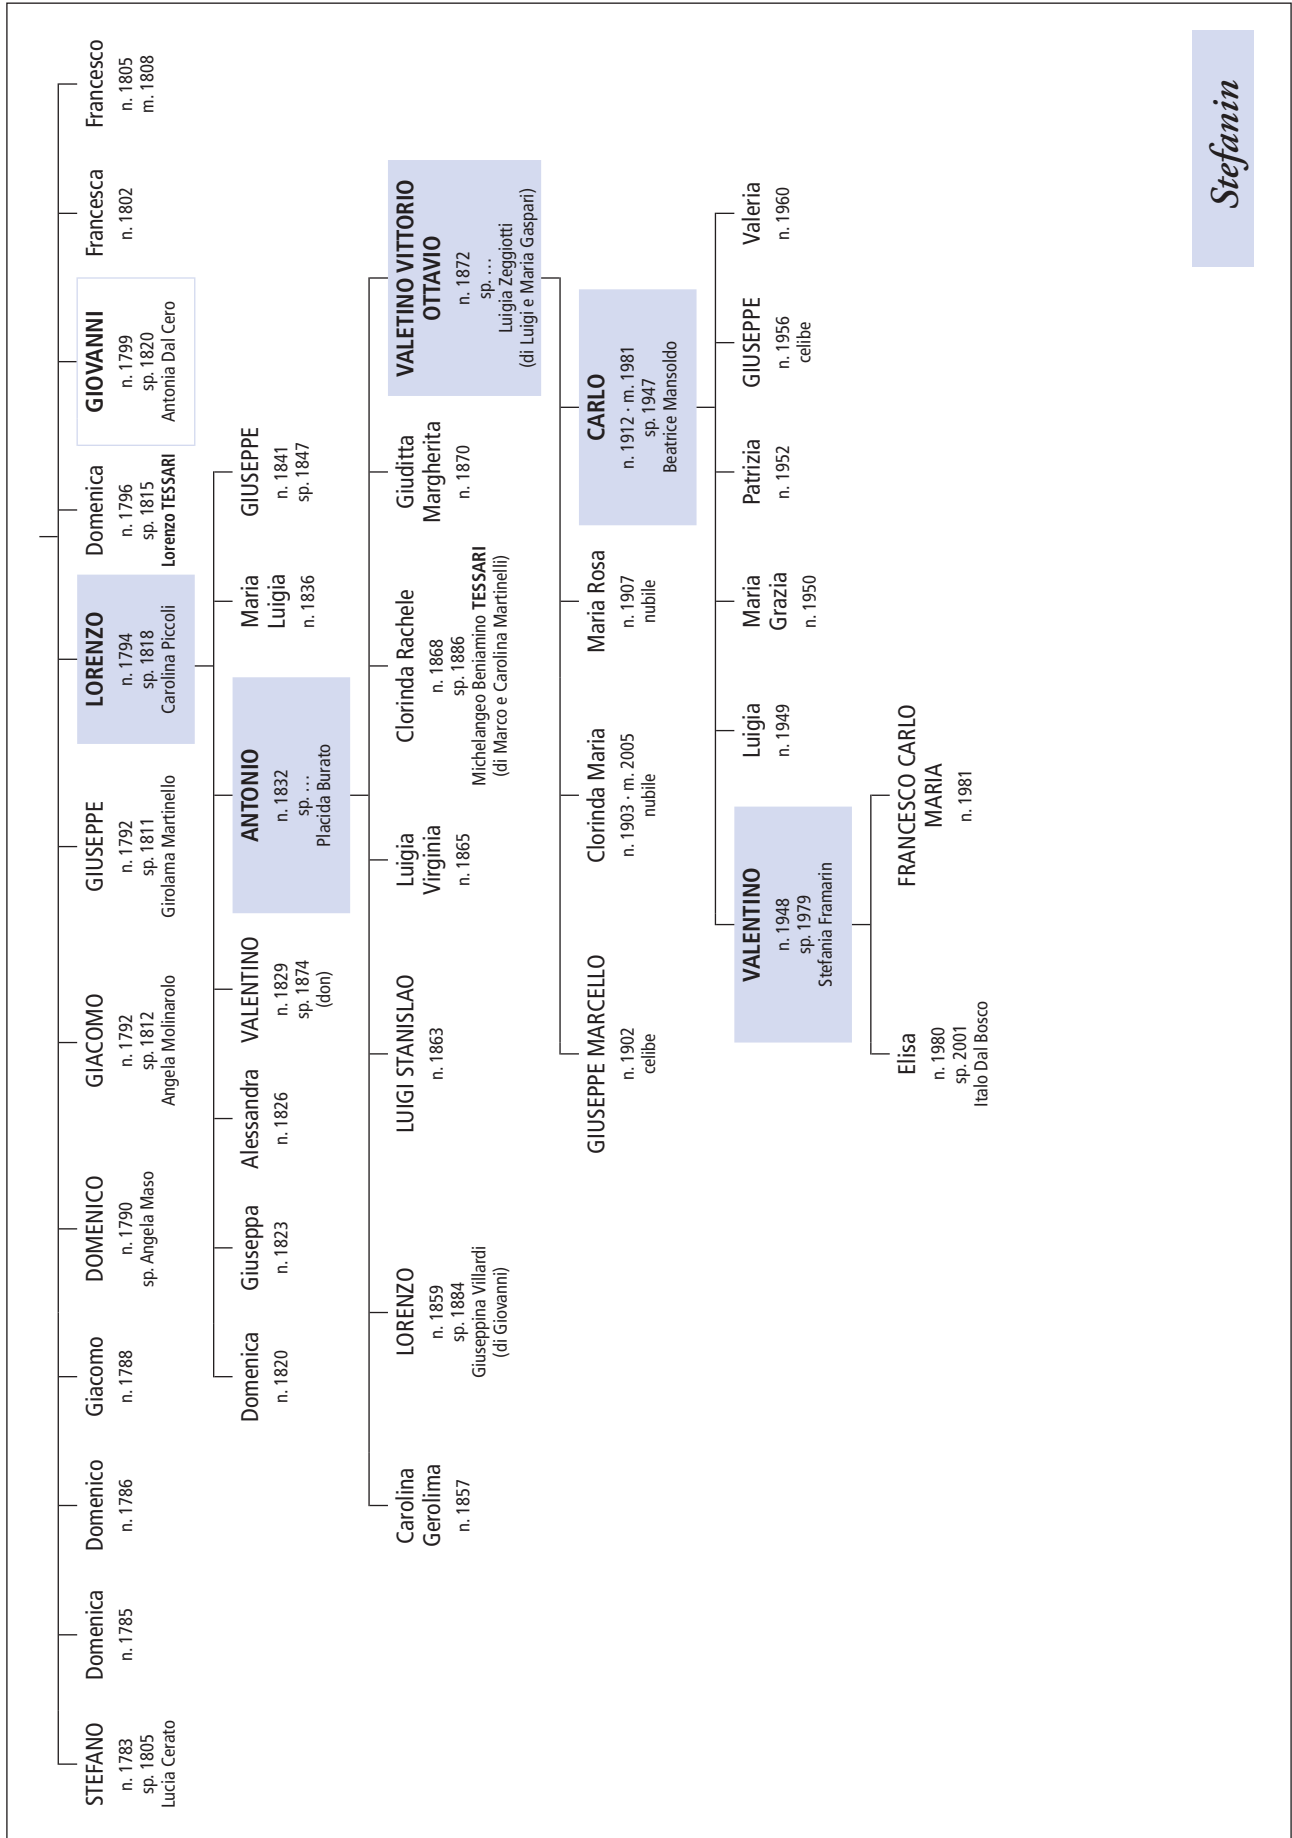 STEFANO
n. 1783
sp. 1805
Lucia Cerato
Domenica
n. 1785
Domenico
n. 1786
Giacomo
n. 1788
DOMENICO
n. 1790
sp. Angela Maso
GIACOMO
n. 1792
sp. 1812
Angela Molinarolo
GIUSEPPE
n. 1792
sp. 1811
Girolama Martinello
LORENZO
n. 1794
sp. 1818
Carolina Piccoli
Domenica
n. 1796
sp. 1815
Lorenzo TESSARI
GIOVANNI
n. 1799
sp. 1820
Antonia Dal Cero
Francesca
n. 1802
Francesco
n. 1805
m. 1808
Domenica
n. 1820
Giuseppa
n. 1823
Alessandra
n. 1826
VALENTINO
n. 1829
sp. 1874
(don)
ANTONIO
n. 1832
sp. ...
Placida Burato
Maria
Luigia
n. 1836
GIUSEPPE
n. 1841
sp. 1847
Carolina
Gerolima
n. 1857
LORENZO
n. 1859
sp. 1884
Giuseppina Villardi
(di Giovanni)
LUIGI STANISLAO
n. 1863
Luigia
Virginia
n. 1865
Clorinda Rachele
n. 1868
sp. 1886
Michelangeo Beniamino TESSARI
(di Marco e Carolina Martinelli)
Giuditta
Margherita
n. 1870
VALETINO VITTORIO
OTTAVIO
n. 1872
sp. ...
Luigia Zeggiotti
(di Luigi e Maria Gaspari)
GIUSEPPE MARCELLO
n. 1902
celibe
Clorinda Maria
n. 1903 · m. 2005
nubile
Maria Rosa
n. 1907
nubile
CARLO
n. 1912 · m. 1981
sp. 1947
Beatrice Mansoldo
VALENTINO
n. 1948
sp. 1979
Stefania Framarin
Luigia
n. 1949
Maria
Grazia
n. 1950
Patrizia
n. 1952
GIUSEPPE
n. 1956
celibe
Valeria
n. 1960
Elisa
n. 1980
sp. 2001
Italo Dal Bosco
FRANCESCO CARLO
MARIA
n. 1981
Stefanin